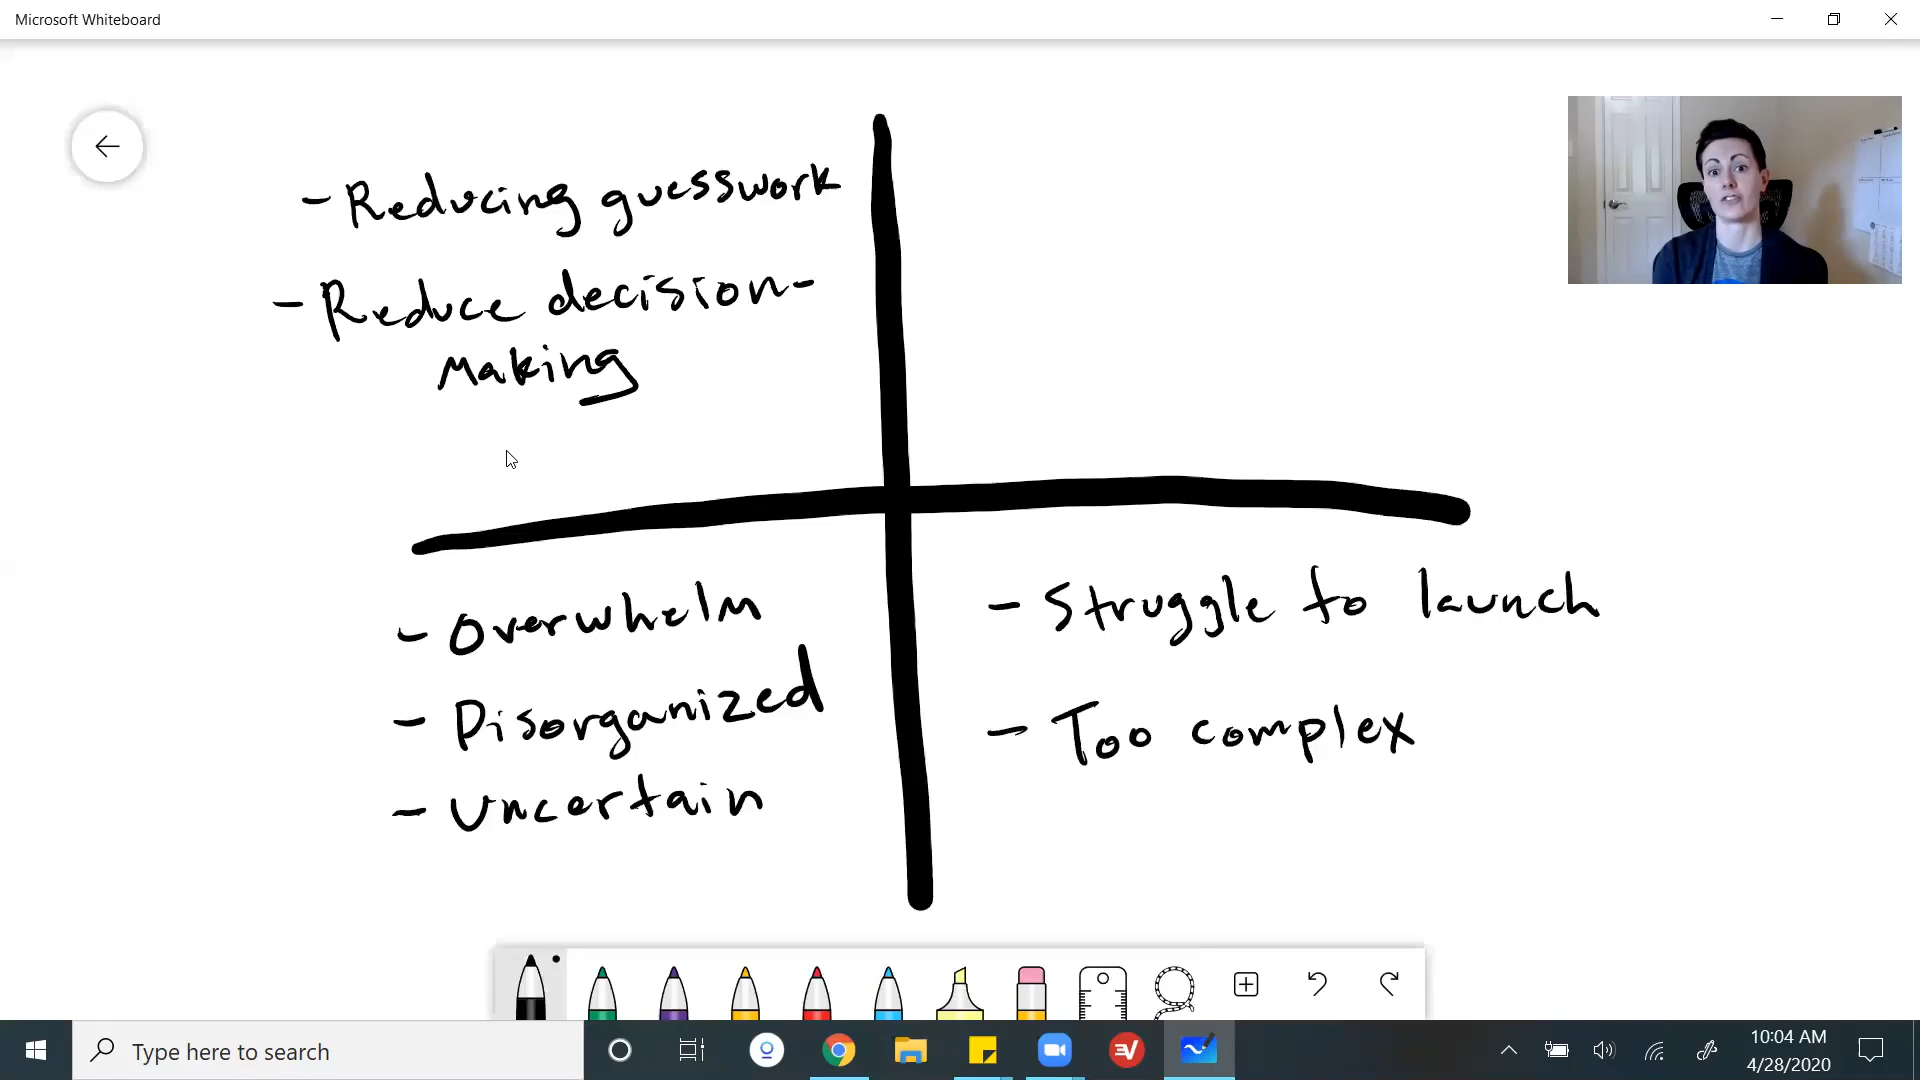 Microsoft Whiteboard
- Reducing guesswork
- Reduce decision-
making
- Overwhelm
- Disorganized
- Uncertain
- Struggle to launch
- Too complex
Type here to search
10:04 AM
4/28/2020